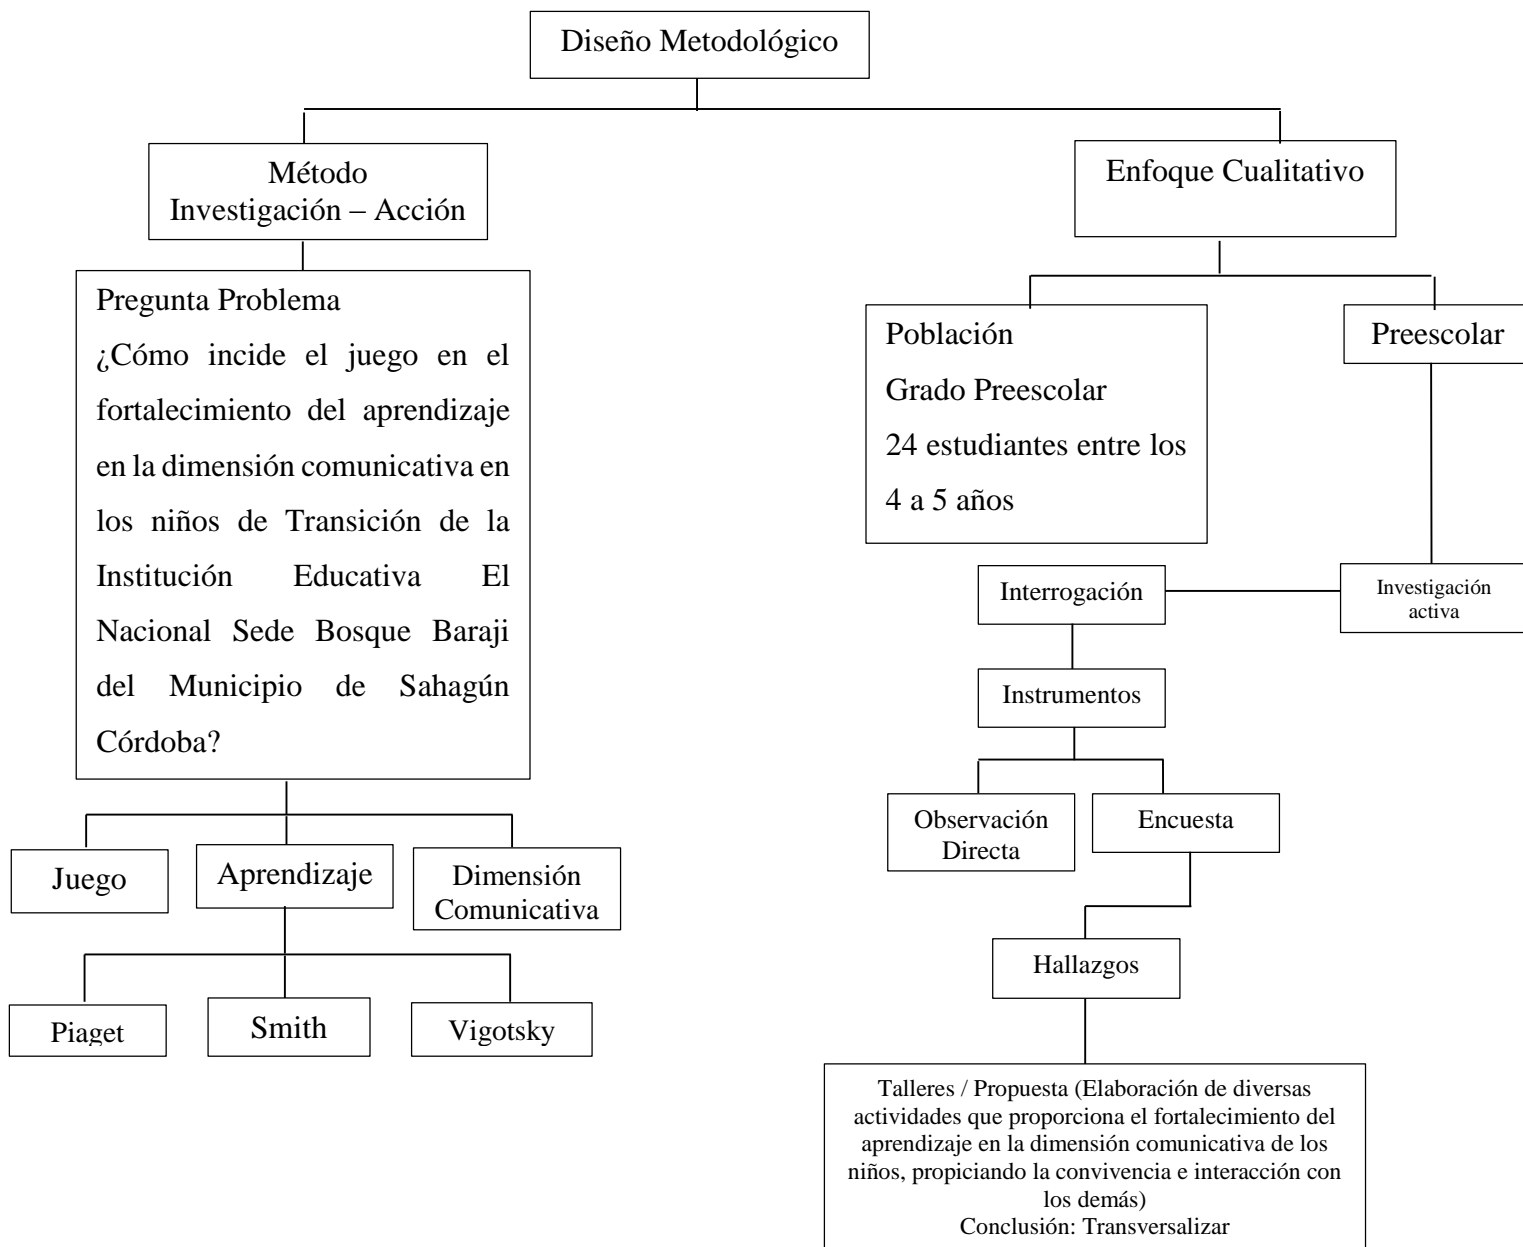 Diseño Metodológico
Método
Investigación – Acción
Enfoque Cualitativo
Pregunta Problema
¿Cómo incide el juego en el
fortalecimiento del aprendizaje
en la dimensión comunicativa en
los niños de Transición de la
Institución Educativa El
Nacional Sede Bosque Baraji
del Municipio de Sahagún
Córdoba?
Población
Grado Preescolar
24 estudiantes entre los
4 a 5 años
Preescolar
Interrogación
Investigación
activa
Instrumentos
Observación
Directa
Encuesta
Juego
Aprendizaje
Dimensión
Comunicativa
Hallazgos
Piaget
Smith
Vigotsky
Talleres / Propuesta (Elaboración de diversas
actividades que proporciona el fortalecimiento del
aprendizaje en la dimensión comunicativa de los
niños, propiciando la convivencia e interacción con
los demás)
Conclusión: Transversalizar